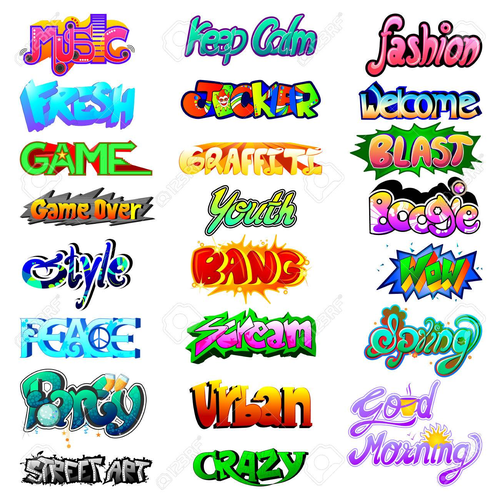 MUSIC
Keep Calm
fashion
FRESH
JOCKER
Welcome
GAME
GRAFFITI
BLAST
Game Over
Youth
Boogie
Style
BANG
WOW
PEACE
Scream
Spring
Party
Urban
Good
Morning
STREET ART
CRAZY